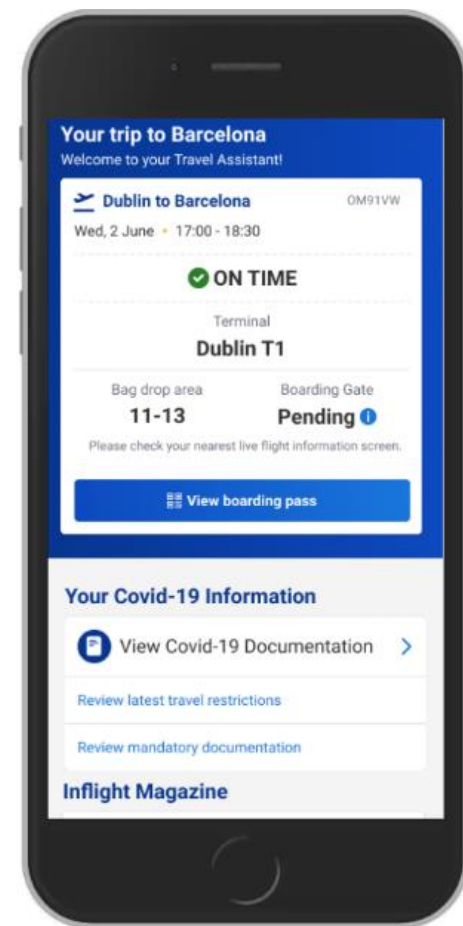 Your trip to Barcelona
Welcome to your Travel Assistant!
Dublin to Barcelona OM91VW
Wed, 2 June • 17:00 - 18:30
ON TIME
Terminal
Dublin T1
Bag drop area Boarding Gate
11-13 Pending
Please check your nearest live flight information screen.
View boarding pass
Your Covid-19 Information
View Covid-19 Documentation
Review latest travel restrictions
Review mandatory documentation
Inflight Magazine